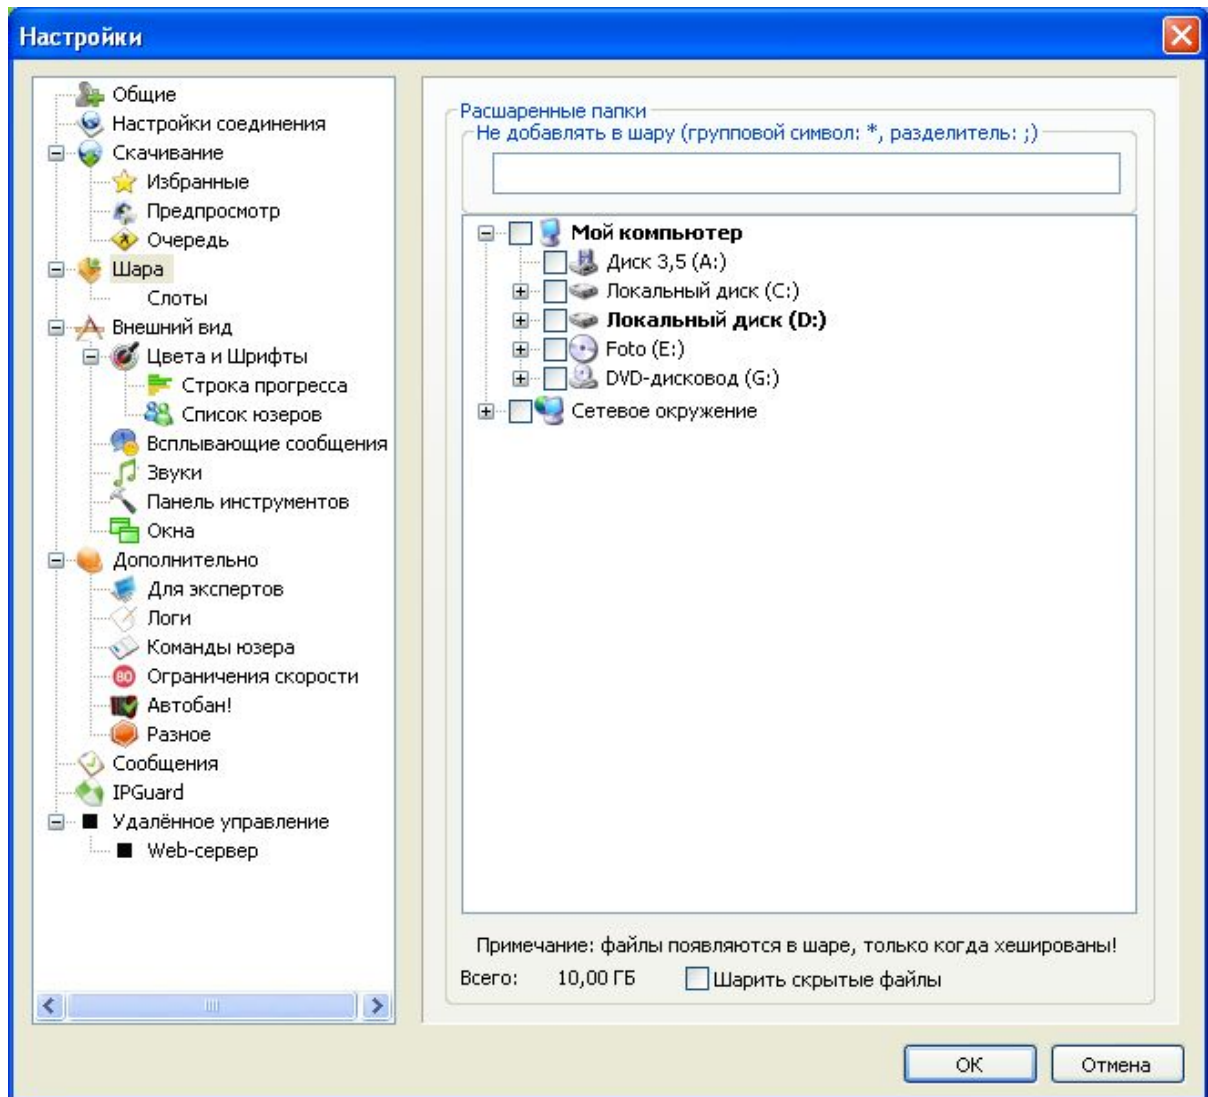 Настройки
Общие
Настройки соединения
Скачивание
Избранные
Предпросмотр
Очередь
Шара
Слоты
Внешний вид
Цвета и Шрифты
Строка прогресса
Список юзеров
Всплывающие сообщения
Звуки
Панель инструментов
Окна
Дополнительно
Для экспертов
Логи
Команды юзера
80
Ограничения скорости
Автобан!
Разное
Сообщения
IPGuard
Удалённое управление
Web-сервер
Расшаренные папки
Не добавлять в шару (групповой символ: *, разделитель: ;)
Мой компьютер
Диск 3,5 (A:)
Локальный диск (C:)
Локальный диск (D:)
Foto (E:)
DVD-дисковод (G:)
Сетевое окружение
Примечание: файлы появляются в шаре, только когда хешированы!
Всего: 10,00 ГБ Шарить скрытые файлы
ОК Отмена